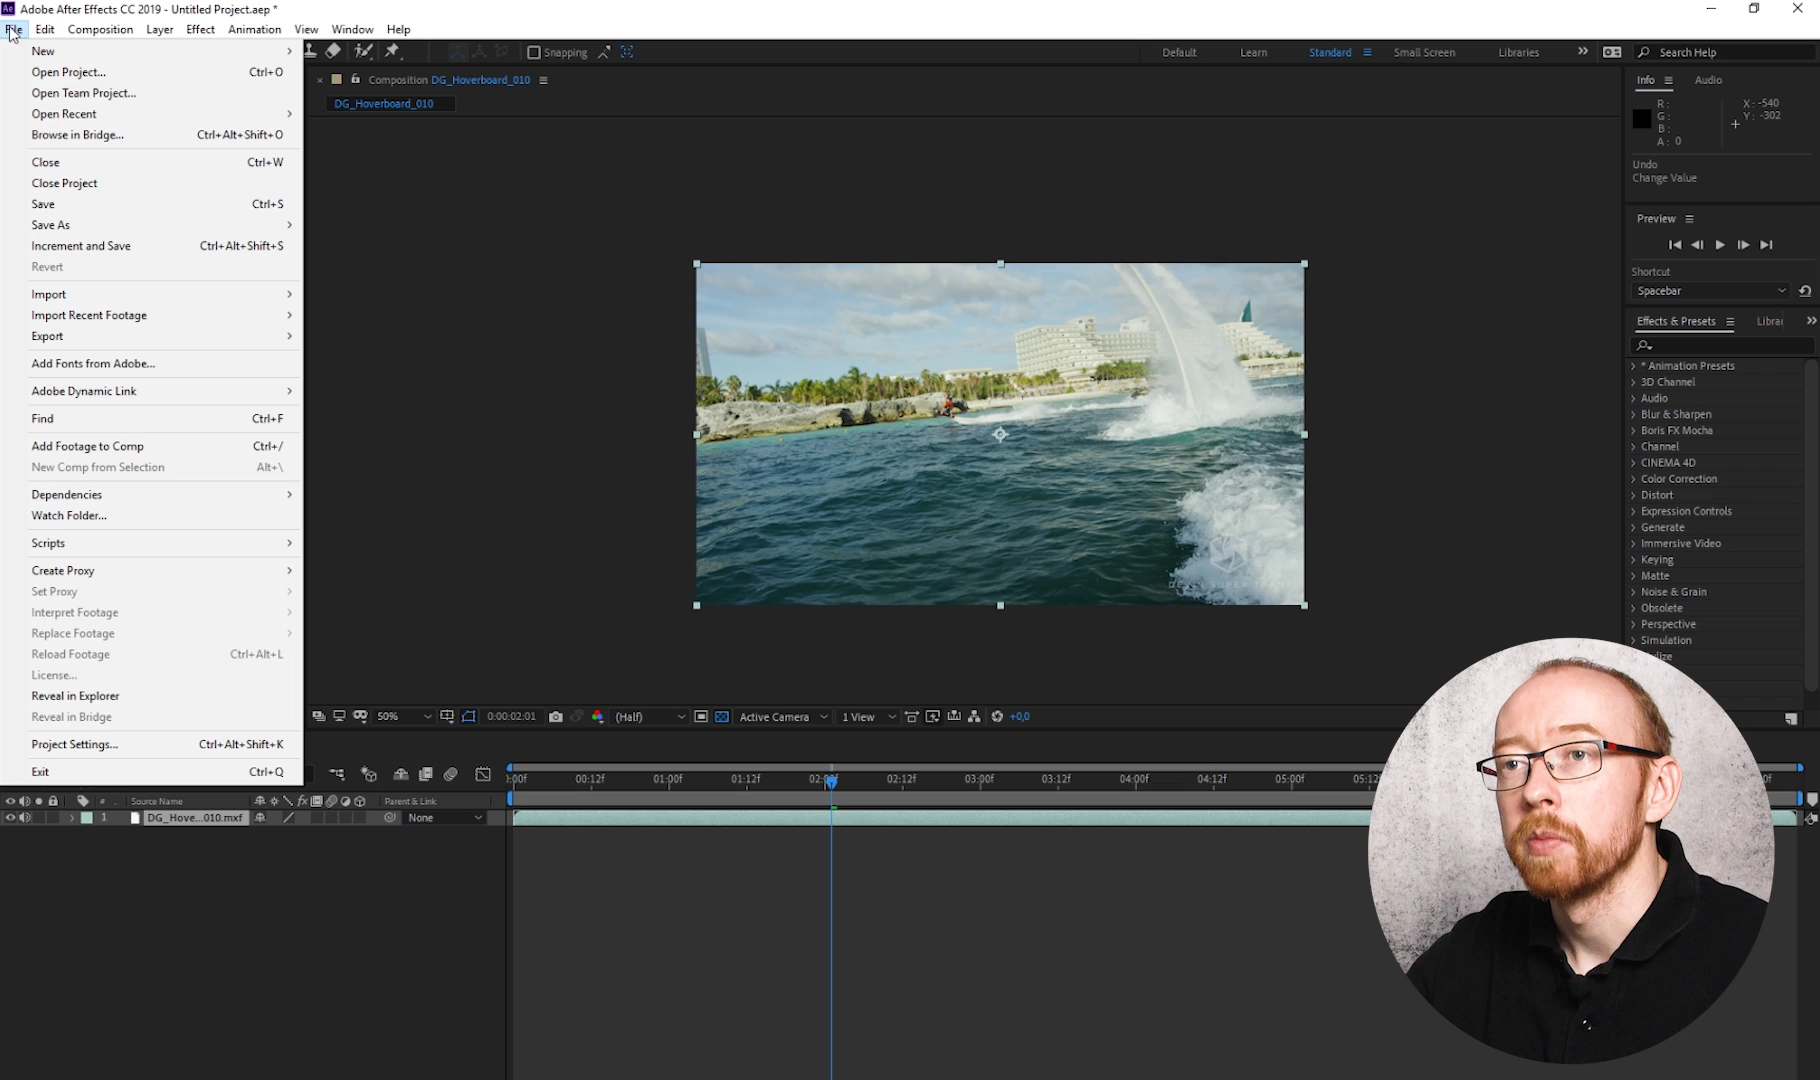 Ae Adobe After Effects CC 2019 - Untitled Project.aep *
File Edit Composition Layer Effect Animation View Window Help
New
Open Project... Ctrl+O
Open Team Project...
Open Recent
Browse in Bridge... Ctrl+Alt+Shift+O
Close Ctrl+W
Close Project
Save Ctrl+S
Save As
Increment and Save Ctrl+Alt+Shift+S
Revert
Import
Import Recent Footage
Export
Add Fonts from Adobe...
Adobe Dynamic Link
Find Ctrl+F
Add Footage to Comp Ctrl+/
New Comp from Selection Alt+\
Dependencies
Watch Folder...
Scripts
Create Proxy
Set Proxy
Interpret Footage
Replace Footage
Reload Footage Ctrl+Alt+L
License...
Reveal in Explorer
Reveal in Bridge
Project Settings... Ctrl+Alt+Shift+K
Exit Ctrl+Q
Snapping
Default Learn Standard Small Screen Libraries Search Help
Composition DG_Hoverboard_010
DG_Hoverboard_010
Info Audio
R: X: -540
G: Y: -302
B:
A: 0
Undo
Change Value
Preview
Shortcut
Spacebar
Effects & Presets Librar
* Animation Presets
3D Channel
Audio
Blur & Sharpen
Boris FX Mocha
Channel
CINEMA 4D
Color Correction
Distort
Expression Controls
Generate
Immersive Video
Keying
Matte
Noise & Grain
Obsolete
Perspective
Simulation
50% 0:00:02:01 (Half) Active Camera 1 View +0,0
:00f 00:12f 01:00f 01:12f 02:00f 02:12f 03:00f 03:12f 04:00f 04:12f 05:00f 05:12
# Source Name fx Parent & Link
1 DG_Hove...010.mxf None